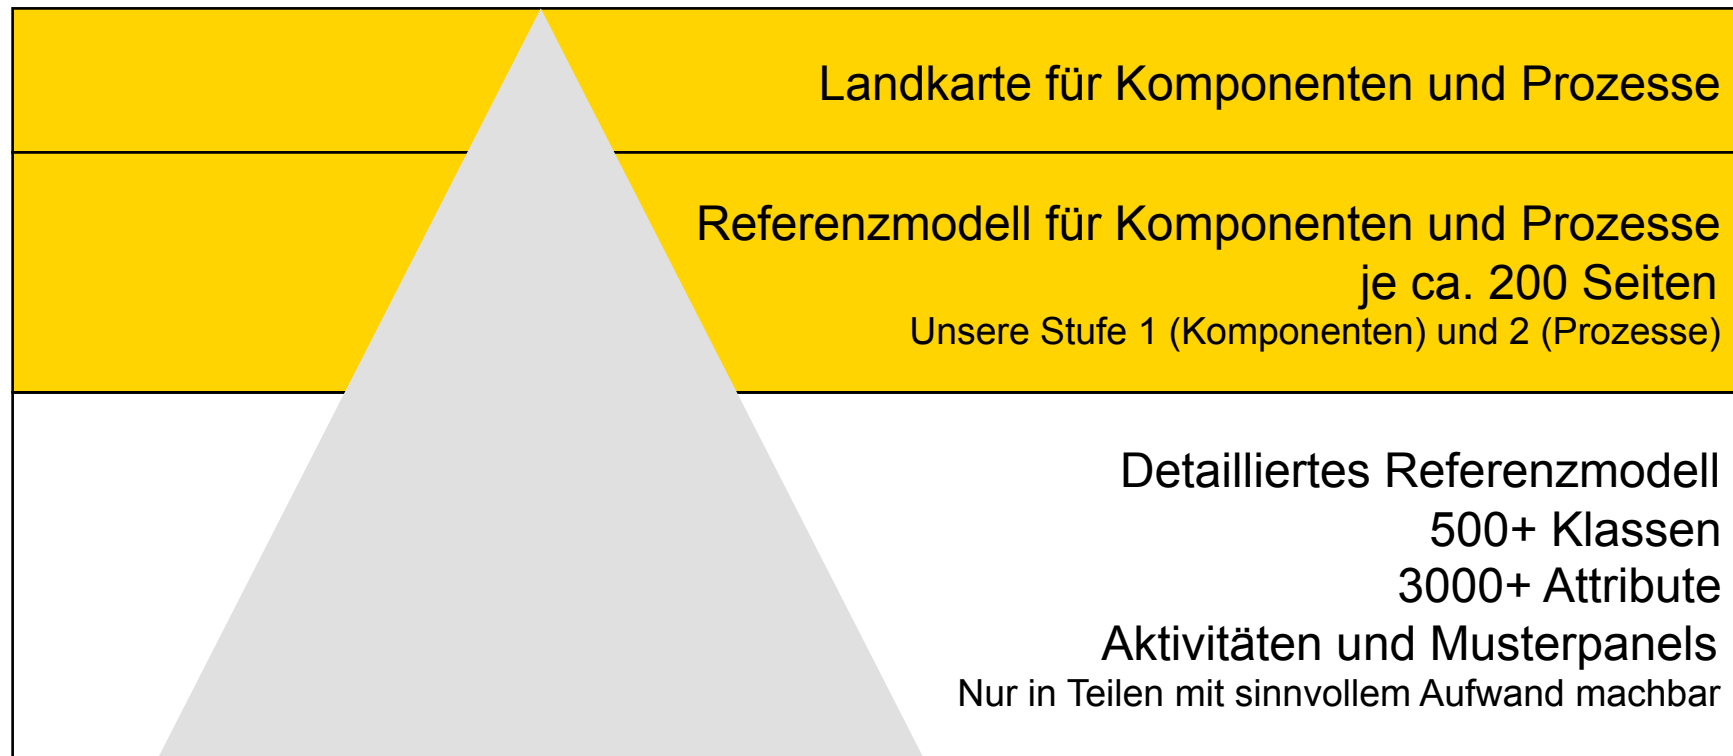 Landkarte für Komponenten und Prozesse
Referenzmodell für Komponenten und Prozesse
je ca. 200 Seiten
Unsere Stufe 1 (Komponenten) und 2 (Prozesse)
Detailliertes Referenzmodell
500+ Klassen
3000+ Attribute
Aktivitäten und Musterpanels
Nur in Teilen mit sinnvollem Aufwand machbar